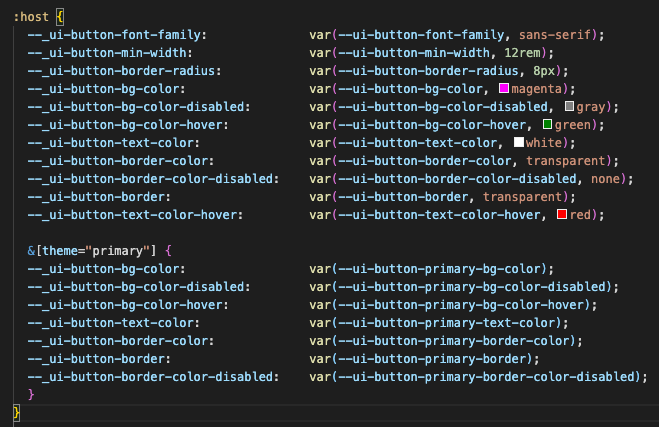 :host {
  --_ui-button-font-family:              var(--ui-button-font-family, sans-serif);
  --_ui-button-min-width:                var(--ui-button-min-width, 12rem);
  --_ui-button-border-radius:            var(--ui-button-border-radius, 8px);
  --_ui-button-bg-color:                 var(--ui-button-bg-color, magenta);
  --_ui-button-bg-color-disabled:        var(--ui-button-bg-color-disabled, gray);
  --_ui-button-bg-color-hover:           var(--ui-button-bg-color-hover, green);
  --_ui-button-text-color:               var(--ui-button-text-color, white);
  --_ui-button-border-color:             var(--ui-button-border-color, transparent);
  --_ui-button-border-color-disabled:    var(--ui-button-border-color-disabled, none);
  --_ui-button-border:                   var(--ui-button-border, transparent);
  --_ui-button-text-color-hover:         var(--ui-button-text-color-hover, red);

  &[theme="primary"] {
  --_ui-button-bg-color:                 var(--ui-button-primary-bg-color);
  --_ui-button-bg-color-disabled:        var(--ui-button-primary-bg-color-disabled);
  --_ui-button-bg-color-hover:           var(--ui-button-primary-bg-color-hover);
  --_ui-button-text-color:               var(--ui-button-primary-text-color);
  --_ui-button-border-color:             var(--ui-button-primary-border-color);
  --_ui-button-border:                   var(--ui-button-primary-border);
  --_ui-button-border-color-disabled:    var(--ui-button-primary-border-color-disabled);
  }
}